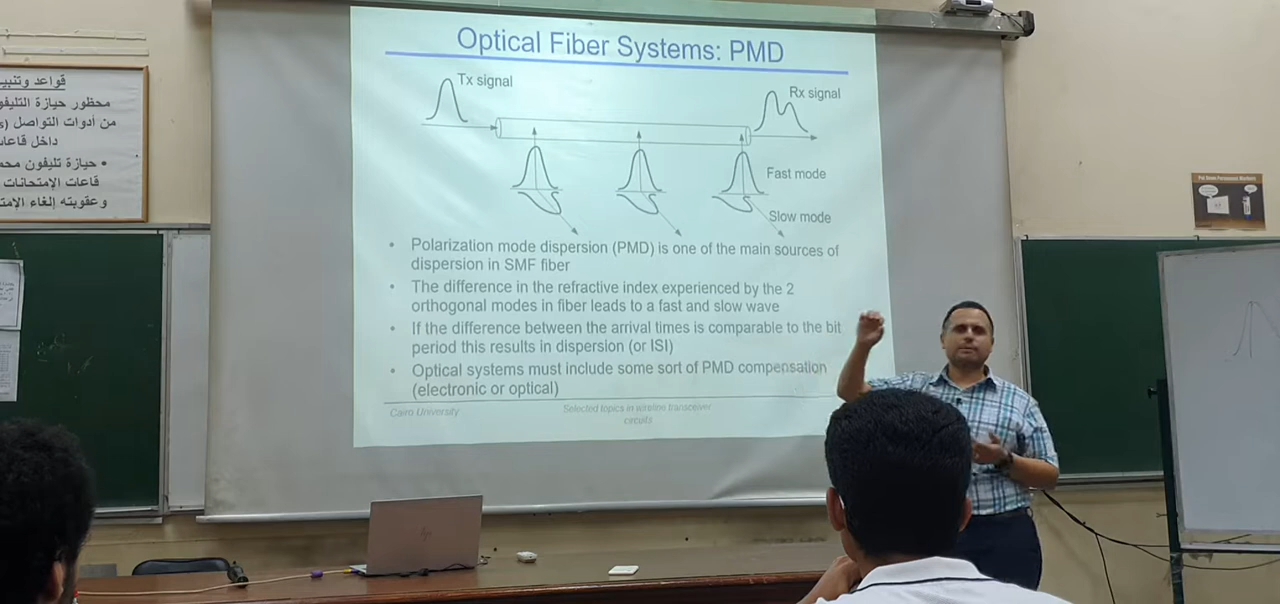 Optical Fiber Systems: PMD
Tx signal
Rx signal
Fast mode
Slow mode
• Polarization mode dispersion (PMD) is one of the main sources of
dispersion in SMF fiber
• The difference in the refractive index experienced by the 2
orthogonal modes in fiber leads to a fast and slow wave
• If the difference between the arrival times is comparable to the bit
period this results in dispersion (or ISI)
• Optical systems must include some sort of PMD compensation
(electronic or optical)
Cairo University
Selected topics in wireline transceiver
circuits
قواعد وتنبيه
محظور حيازة التليفو
من أدوات التواصل
داخل قاعات
• حيازة تليفون محم
قاعات الإمتحانات
وعقوبته إلغاء الإمت
hp